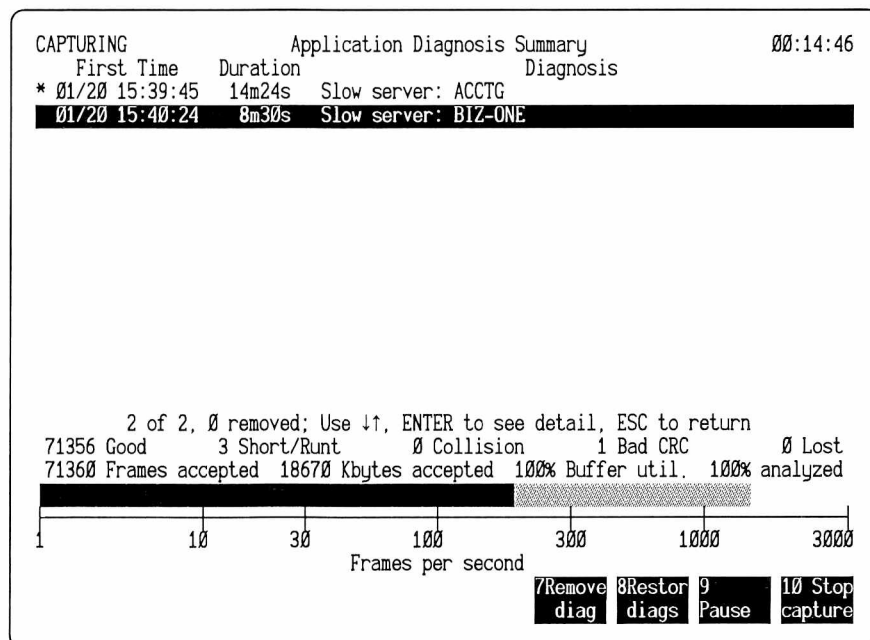 CAPTURING Application Diagnosis Summary 00:14:46
First Time Duration Diagnosis
* 01/20 15:39:45 14m24s Slow server: ACCTG
01/20 15:40:24 8m30s Slow server: BIZ-ONE
2 of 2, 0 removed; Use ↓↑, ENTER to see detail, ESC to return
71356 Good 3 Short/Runt 0 Collision 1 Bad CRC 0 Lost
71360 Frames accepted 18670 Kbytes accepted 100% Buffer util. 100% analyzed
1 10 30 100 300 1000 3000
Frames per second
7Remove 8Restor 9 10 Stop
diag diags Pause capture